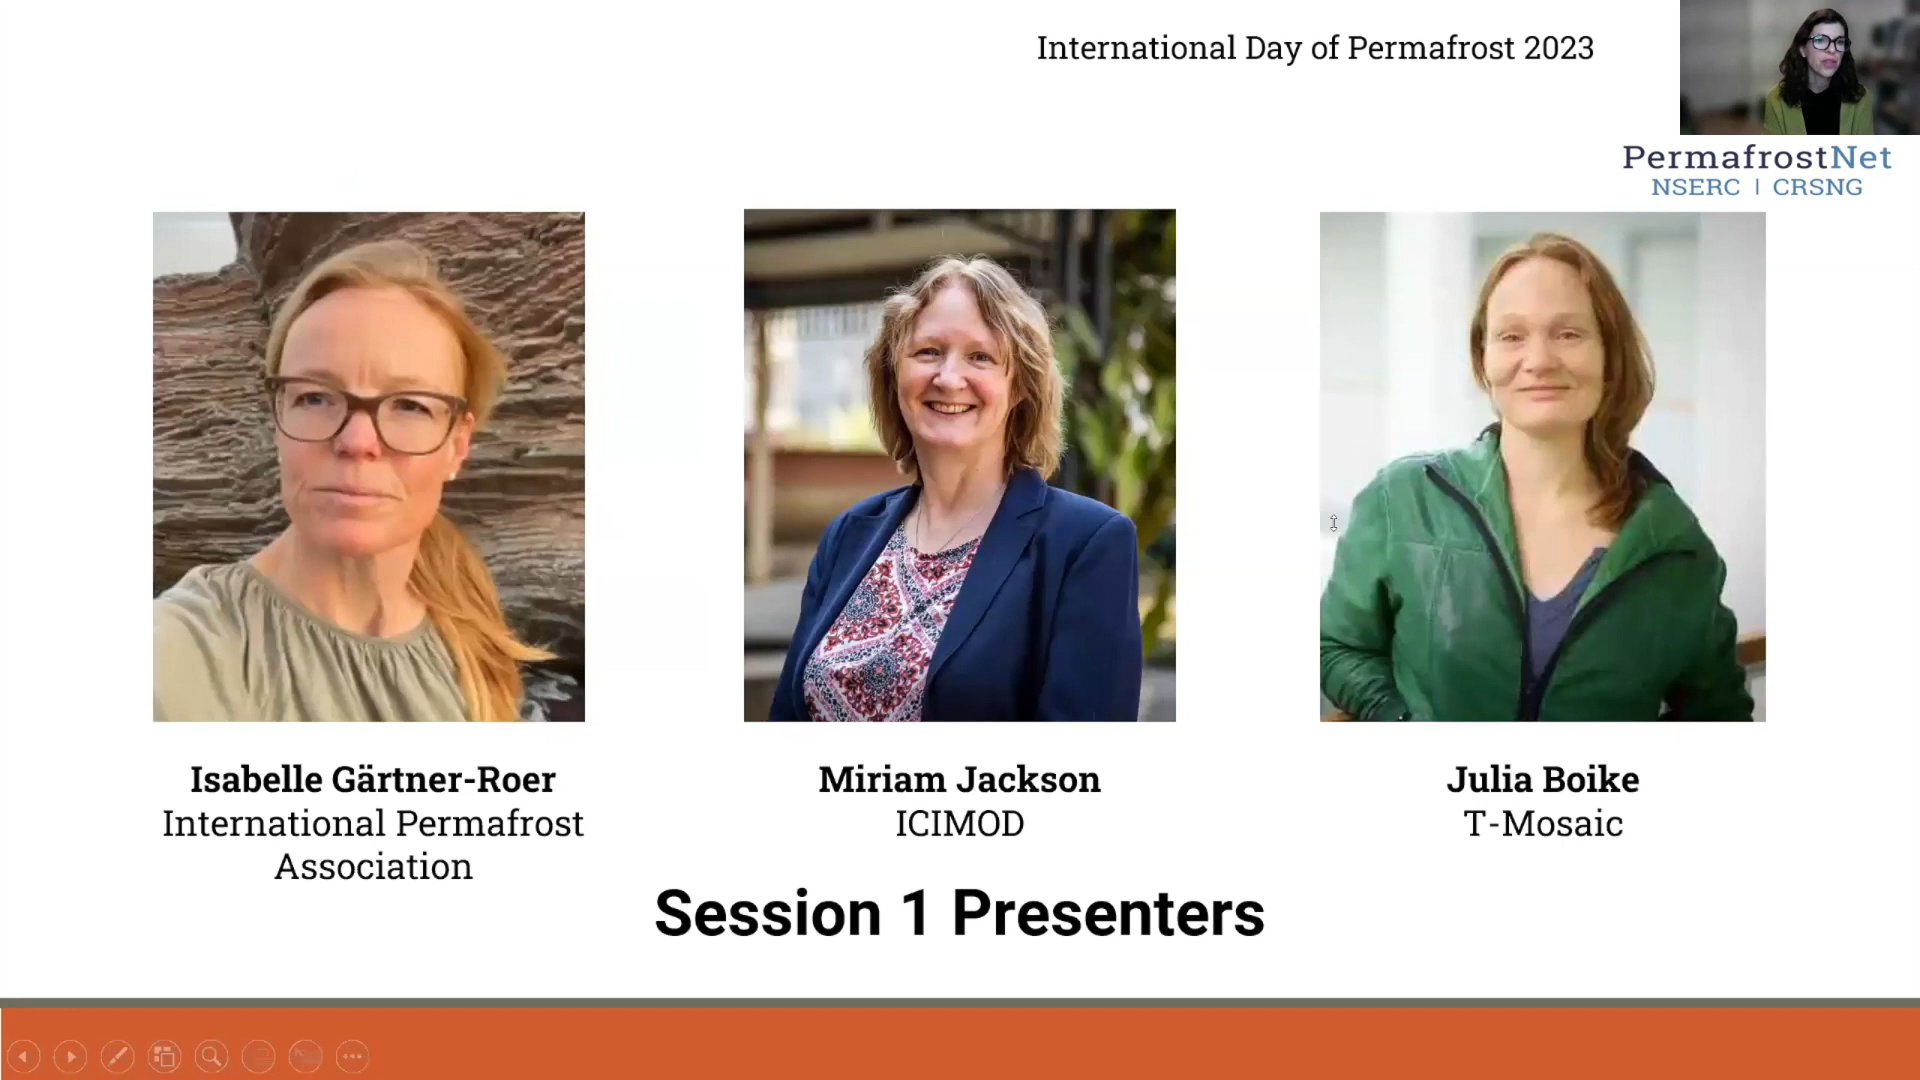 International Day of Permafrost 2023
PermafrostNet
NSERC | CRSNG
Isabelle Gärtner-Roer
International Permafrost
Association
Miriam Jackson
ICIMOD
Julia Boike
T-Mosaic
Session 1 Presenters